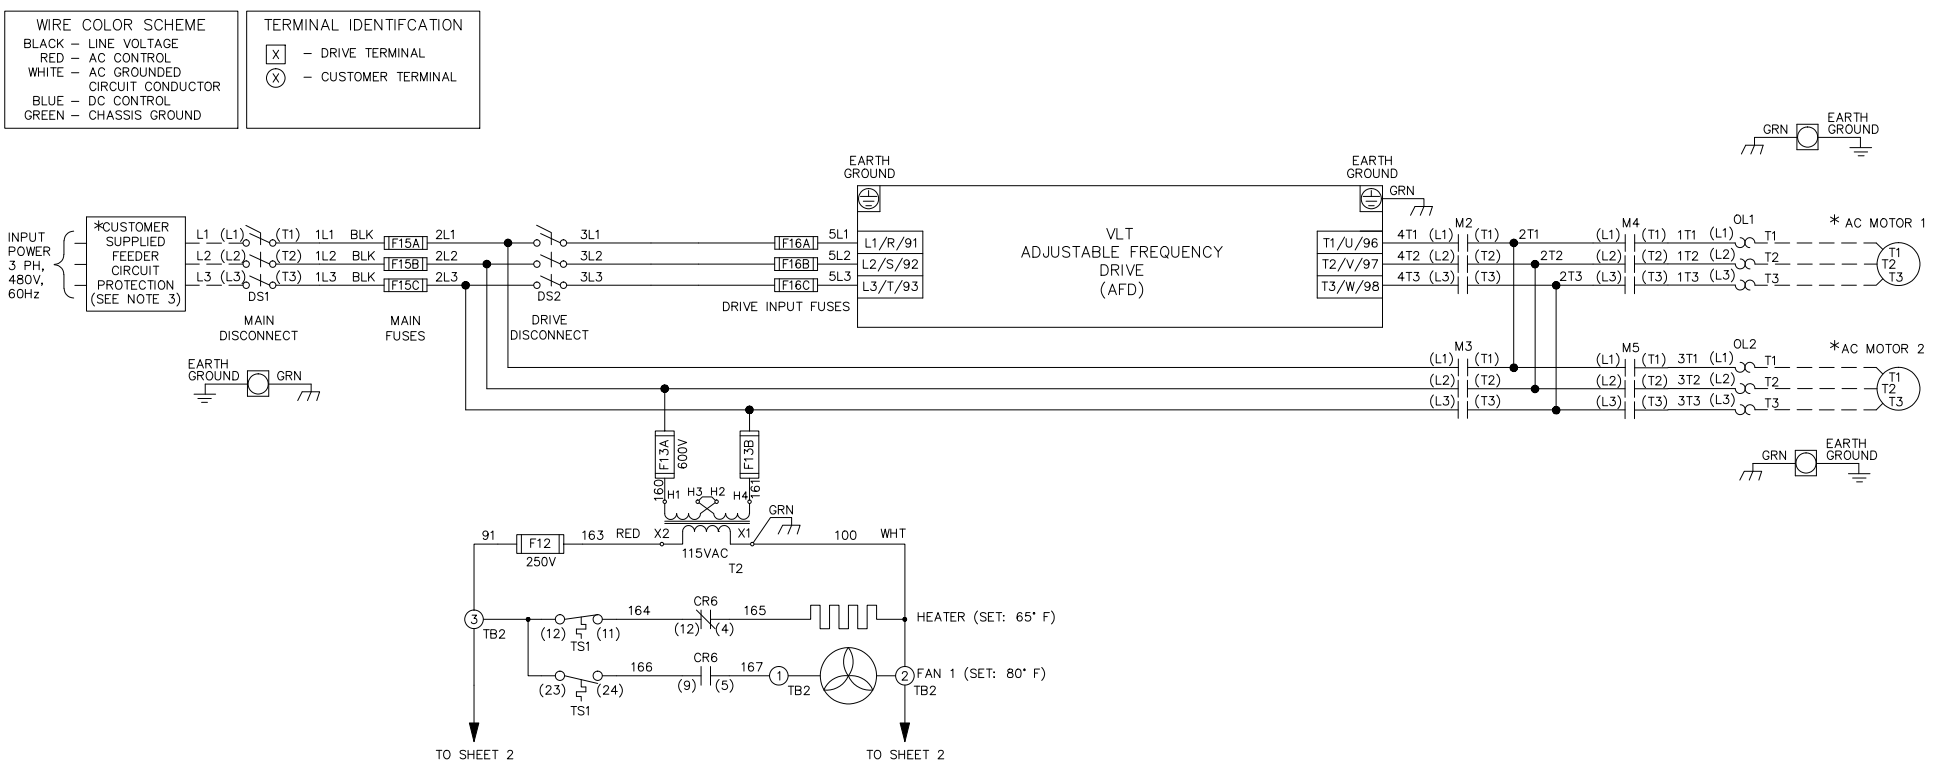 WIRE COLOR SCHEME
BLACK – LINE VOLTAGE
RED – AC CONTROL
WHITE – AC GROUNDED
CIRCUIT CONDUCTOR
BLUE – DC CONTROL
GREEN – CHASSIS GROUND
TERMINAL IDENTIFCATION
X – DRIVE TERMINAL
X – CUSTOMER TERMINAL
INPUT
POWER
3 PH,
480V,
60Hz
*CUSTOMER
SUPPLIED
FEEDER
CIRCUIT
PROTECTION
(SEE NOTE 3)
L1 (L1) (T1) 1L1 BLK F15A 2L1 3L1 F16A 5L1 L1/R/91
L2 (L2) (T2) 1L2 BLK F15B 2L2 3L2 F16B 5L2 L2/S/92
L3 (L3) (T3) 1L3 BLK F15C 2L3 3L3 F16C 5L3 L3/T/93
DS1
MAIN
DISCONNECT
MAIN
FUSES
DS2
DRIVE
DISCONNECT
DRIVE INPUT FUSES
EARTH
GROUND
GRN
EARTH
GROUND
VLT
ADJUSTABLE FREQUENCY
DRIVE
(AFD)
EARTH
GROUND
GRN
T1/U/96 4T1 (L1) M2 (T1) 2T1 (L1) M4 (T1) 1T1 (L1) OL1 T1
T2/V/97 4T2 (L2) (T2) 2T2 (L2) (T2) 1T2 (L2) T2
T3/W/98 4T3 (L3) (T3) 2T3 (L3) (T3) 1T3 (L3) T3
* AC MOTOR 1
T1
T2
T3
GRN
EARTH
GROUND
M3 M5 OL2
(L1) (T1) (L1) (T1) 3T1 (L1) T1
(L2) (T2) (L2) (T2) 3T2 (L2) T2
(L3) (T3) (L3) (T3) 3T3 (L3) T3
*AC MOTOR 2
T1
T2
T3
GRN
EARTH
GROUND
F13A
600V
F13B
160
161
H1 H3 H2 H4
GRN
91 F12 163 RED X2 X1 100 WHT
250V
115VAC
T2
3
TB2
(12) (11)
TS1
164
CR6
(12) (4)
165
HEATER (SET: 65° F)
(23) (24)
TS1
166
CR6
(9) (5)
167
1
TB2
2
TB2
FAN 1 (SET: 80° F)
TO SHEET 2
TO SHEET 2